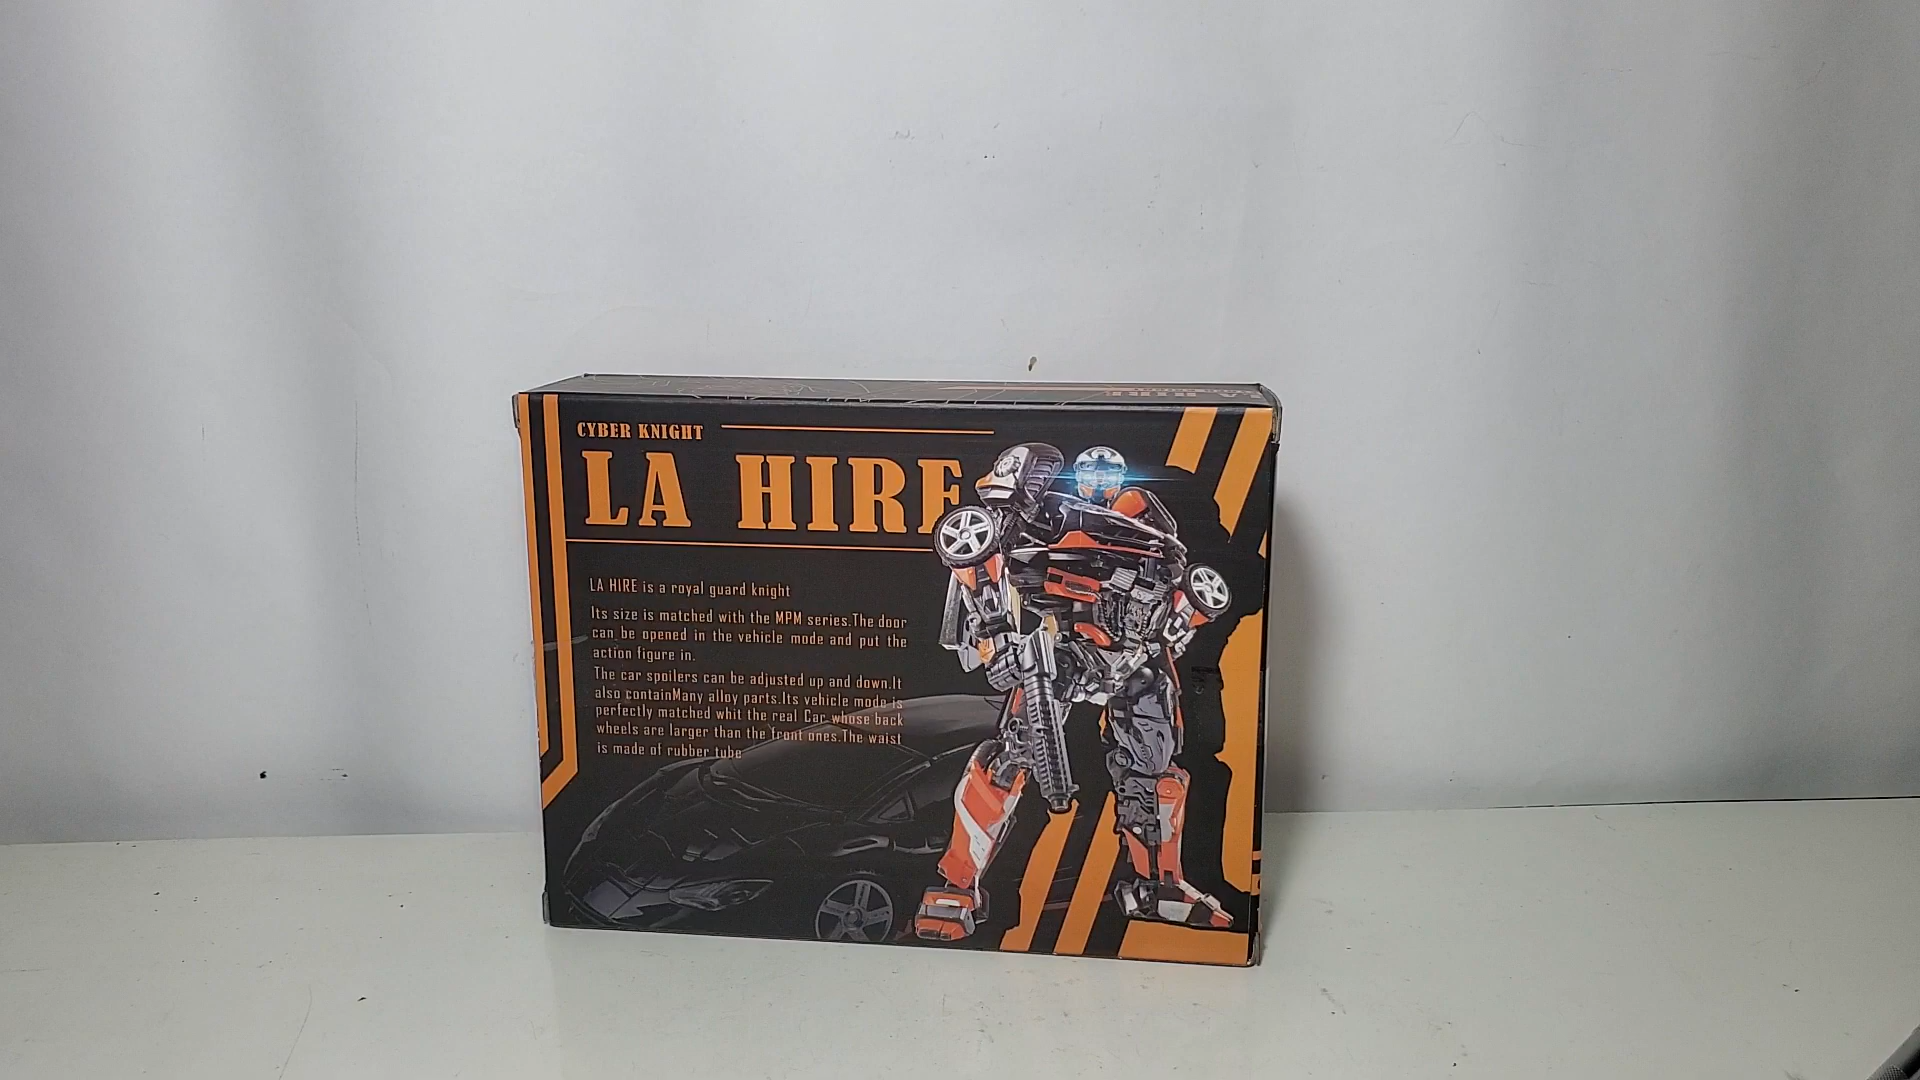 CYBER KNIGHT
LA HIRE
LA HIRE is a royal guard knight
Its size is matched with the MPM series.The door
can be opened in the vehicle mode and put the
action figure in.
The car spoilers can be adjusted up and down.It
also containMany alloy parts.Its vehicle mode is
perfectly matched whit the real Car whose back
wheels are larger than the front ones.The waist
is made of rubber tube